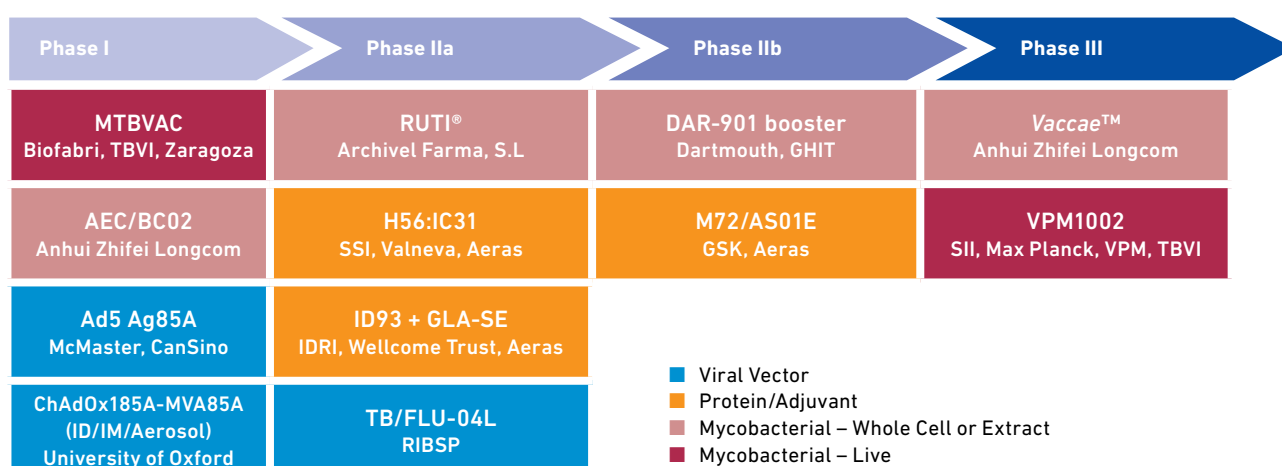 Phase I
Phase IIa
Phase IIb
Phase III
MTBVAC
Biofabri, TBVI, Zaragoza
RUTI®
Archivel Farma, S.L
DAR-901 booster
Dartmouth, GHIT
Vaccae™
Anhui Zhifei Longcom
AEC/BC02
Anhui Zhifei Longcom
H56:IC31
SSI, Valneva, Aeras
M72/AS01E
GSK, Aeras
VPM1002
SII, Max Planck, VPM, TBVI
Ad5 Ag85A
McMaster, CanSino
ID93 + GLA-SE
IDRI, Wellcome Trust, Aeras
ChAdOx185A-MVA85A
(ID/IM/Aerosol)
University of Oxford
TB/FLU-04L
RIBSP
Viral Vector
Protein/Adjuvant
Mycobacterial – Whole Cell or Extract
Mycobacterial – Live